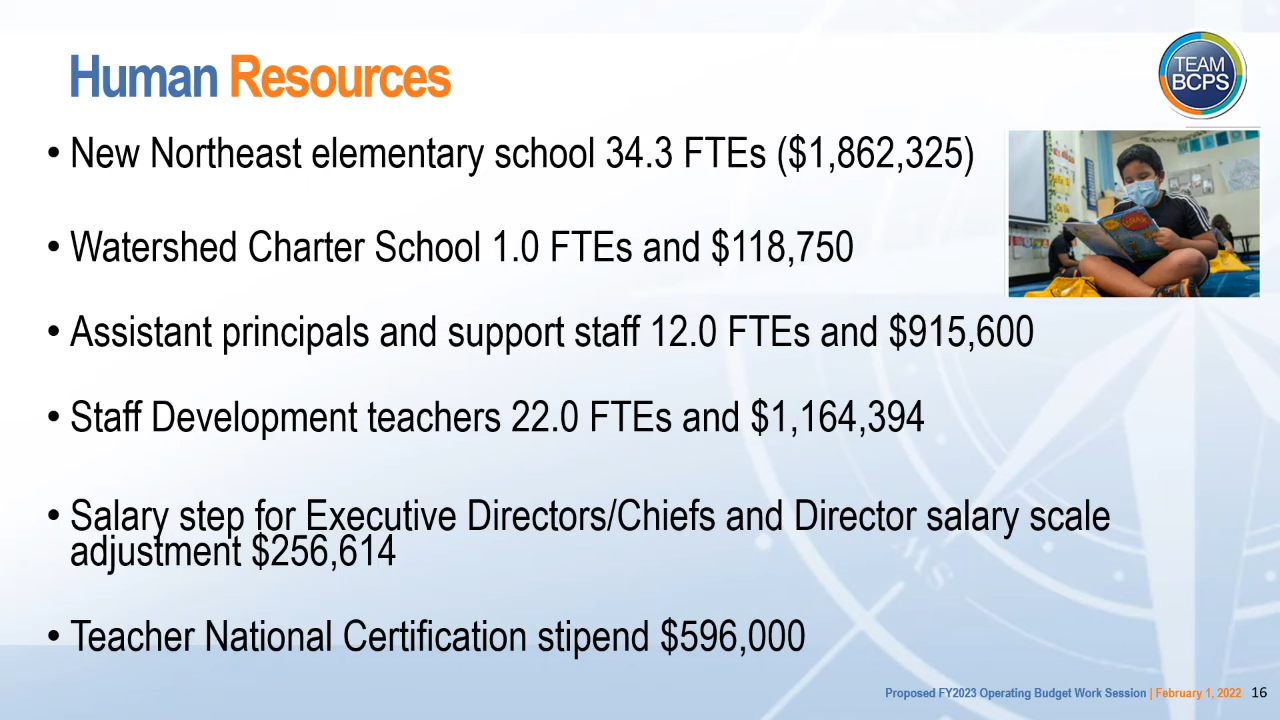 Human Resources
TEAM
BCPS
• New Northeast elementary school 34.3 FTEs ($1,862,325)
• Watershed Charter School 1.0 FTEs and $118,750
• Assistant principals and support staff 12.0 FTEs and $915,600
• Staff Development teachers 22.0 FTEs and $1,164,394
• Salary step for Executive Directors/Chiefs and Director salary scale
adjustment $256,614
• Teacher National Certification stipend $596,000
Proposed FY2023 Operating Budget Work Session | February 1, 2022 16